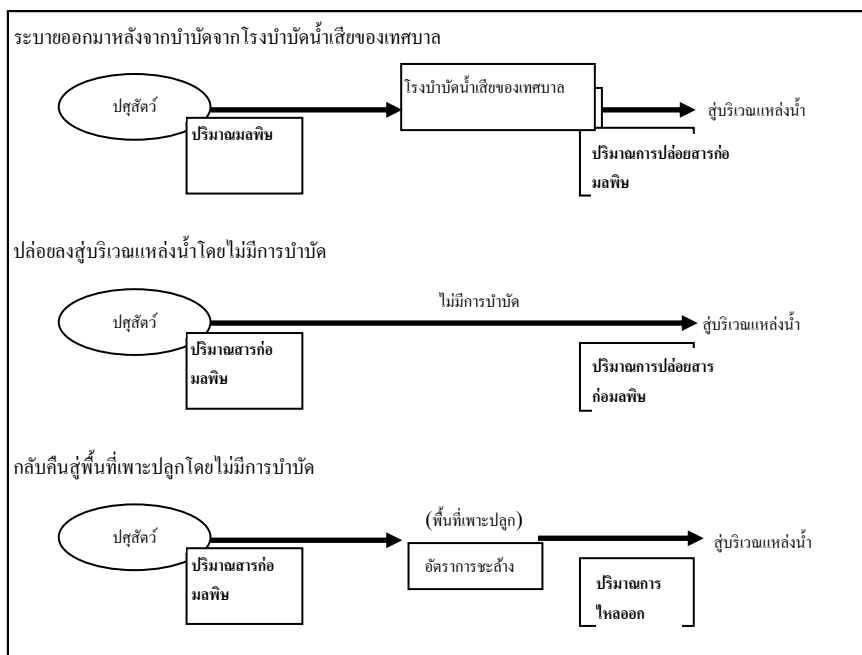 ระบายออกมาหลังจากบำบัดจากโรงบำบัดน้ำเสียของเทศบาล
ปศุสัตว์
โรงบำบัดน้ำเสียของเทศบาล
สู่บริเวณแหล่งน้ำ
ปริมาณมลพิษ
ปริมาณการปล่อยสารก่อ
มลพิษ
ปล่อยลงสู่บริเวณแหล่งน้ำโดยไม่มีการบำบัด
ไม่มีการบำบัด
ปศุสัตว์
สู่บริเวณแหล่งน้ำ
ปริมาณสารก่อ
มลพิษ
ปริมาณการปล่อยสาร
ก่อมลพิษ
กลับคืนสู่พื้นที่เพาะปลูกโดยไม่มีการบำบัด
(พื้นที่เพาะปลูก)
ปศุสัตว์
สู่บริเวณแหล่งน้ำ
ปริมาณสารก่อ
มลพิษ
อัตราการชะล้าง
ปริมาณการ
ไหลออก